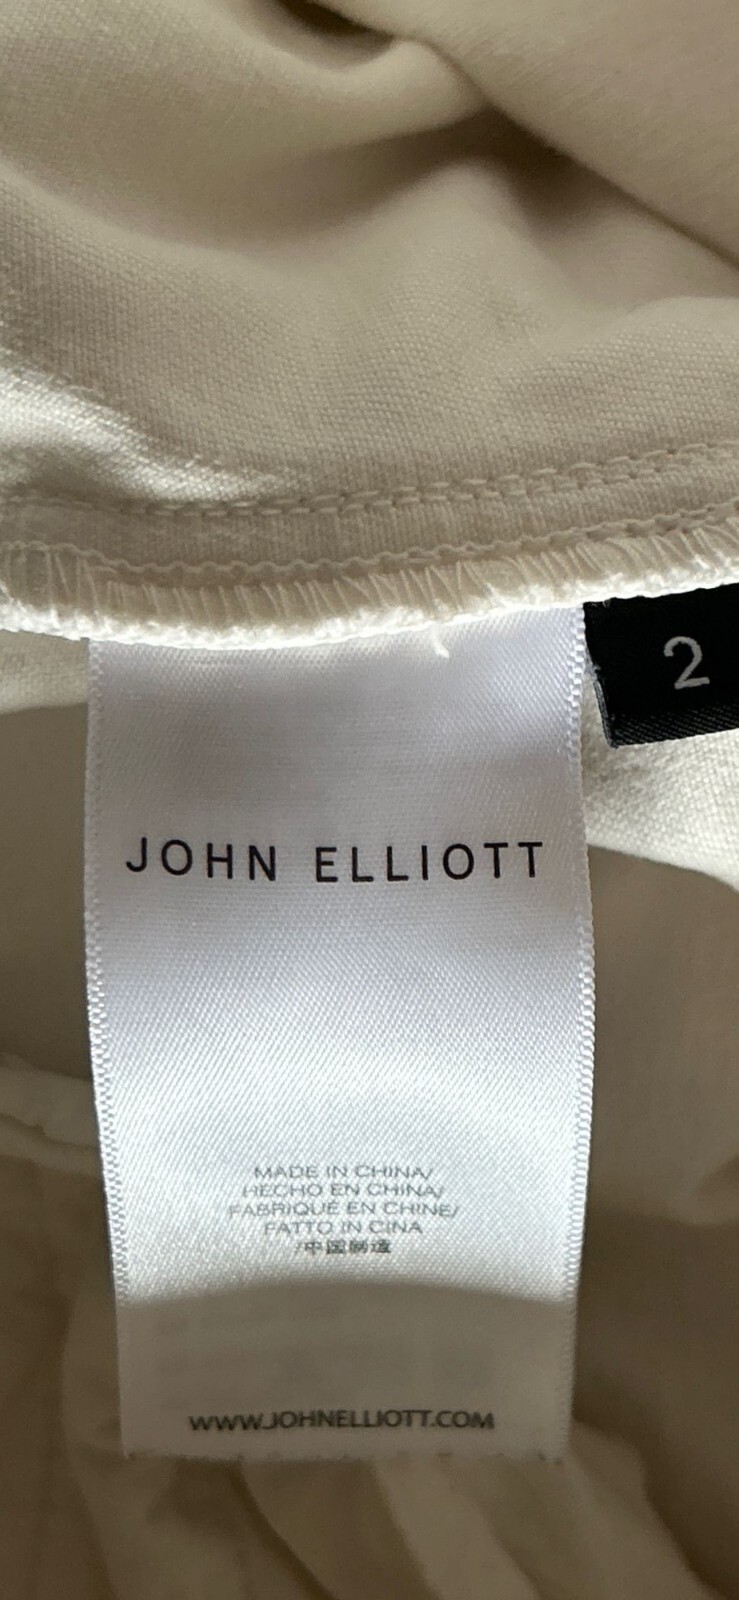 2
JOHN ELLIOTT
MADE IN CHINA/
HECHO EN CHINA/
FABRIQUÉ EN CHINE/
FATTO IN CINA
/中国制造
WWW.JOHNELLIOTT.COM